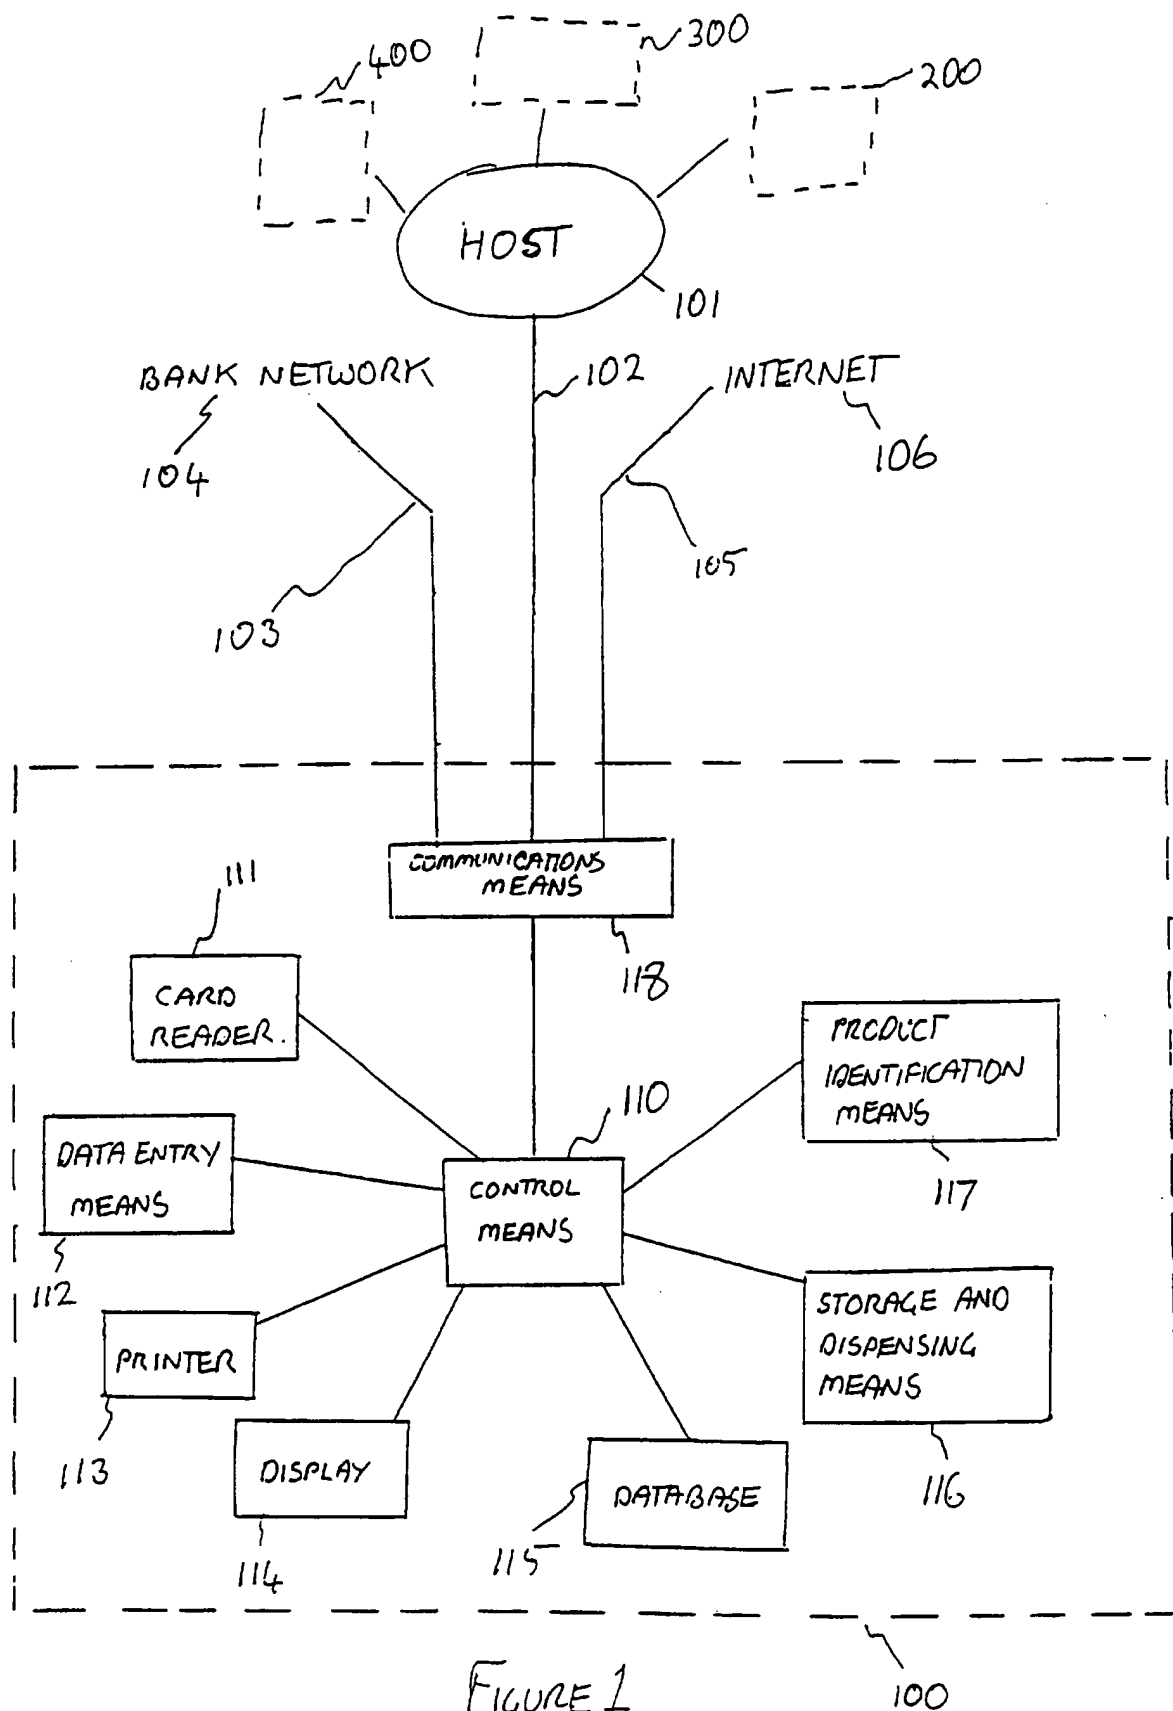 300
400
200
HOST
101
BANK NETWORK
102
INTERNET
104
106
105
103
COMMUNICATIONS
MEANS
111
118
CARD
READER.
PRODUCT
IDENTIFICATION
MEANS
110
DATA ENTRY
MEANS
CONTROL
MEANS
117
112
STORAGE AND
DISPENSING
MEANS
PRINTER
113
DISPLAY
DATABASE
116
115
114
FIGURE 1
100